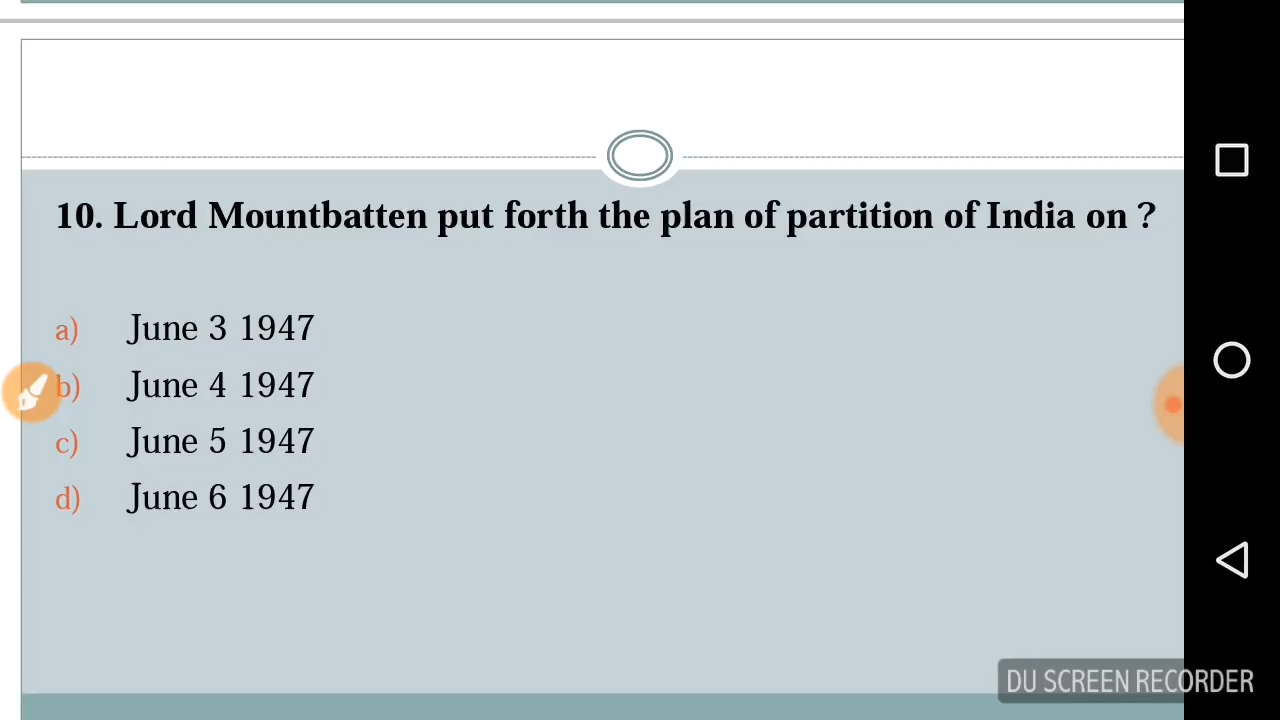 10. Lord Mountbatten put forth the plan of partition of India on ?
a) June 3 1947
b) June 4 1947
c) June 5 1947
d) June 6 1947
DU SCREEN RECORDER